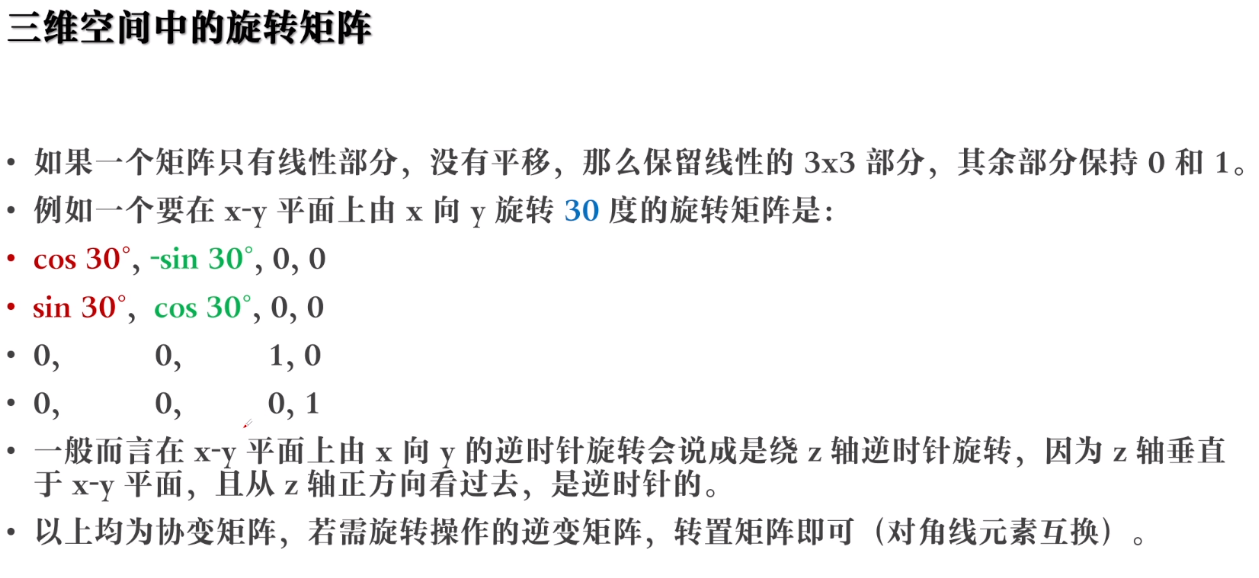 三维空间中的旋转矩阵
• 如果一个矩阵只有线性部分，没有平移，那么保留线性的 3x3 部分，其余部分保持 0 和 1。
• 例如一个要在 x-y 平面上由 x 向 y 旋转 30 度的旋转矩阵是：
• cos 30°, -sin 30°, 0, 0
• sin 30°, cos 30°, 0, 0
• 0, 0, 1, 0
• 0, 0, 0, 1
• 一般而言在 x-y 平面上由 x 向 y 的逆时针旋转会说成是绕 z 轴逆时针旋转，因为 z 轴垂直
于 x-y 平面，且从 z 轴正方向看过去，是逆时针的。
• 以上均为协变矩阵，若需旋转操作的逆变矩阵，转置矩阵即可（对角线元素互换）。